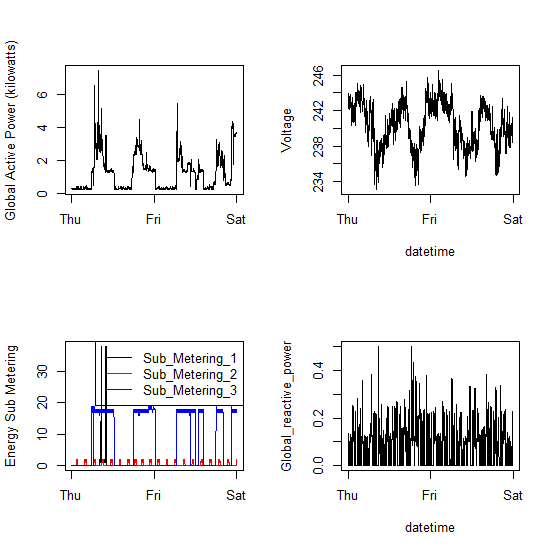 Global Active Power (kilowatts)
6
4
2
0
Thu
Fri
Sat
Voltage
246
242
238
234
Thu
Fri
Sat
datetime
Energy Sub Metering
30
20
10
0
Sub_Metering_1
Sub_Metering_2
Sub_Metering_3
Thu
Fri
Sat
Global_reactive_power
0.4
0.2
0.0
Thu
Fri
Sat
datetime